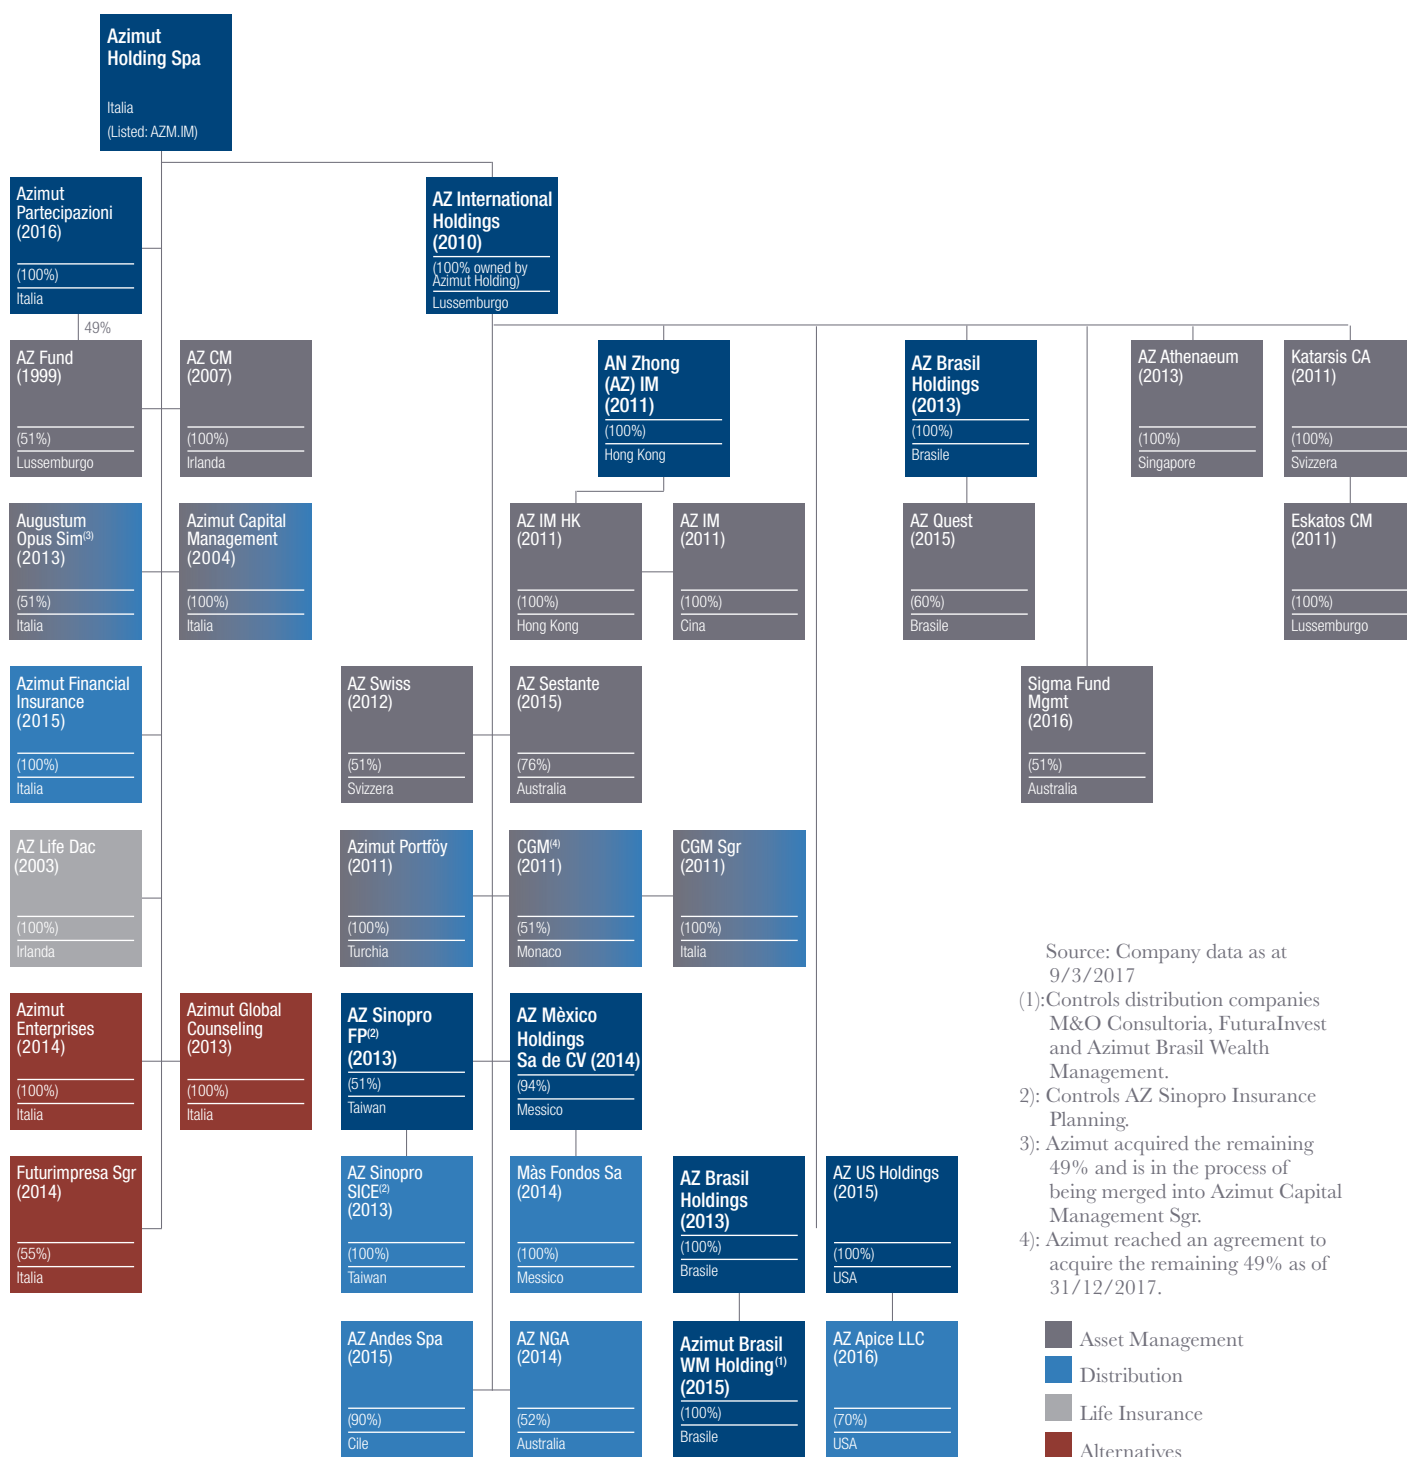 Azimut
Holding Spa
Italia
(Listed: AZM.IM)
Azimut
Partecipazioni
(2016)
(100%)
Italia
AZ International
Holdings
(2010)
(100% owned by
Azimut Holding)
Lussemburgo
49%
AZ Fund
(1999)
(51%)
Lussemburgo
AZ CM
(2007)
(100%)
Irlanda
AN Zhong
(AZ) IM
(2011)
(100%)
Hong Kong
AZ Brasil
Holdings
(2013)
(100%)
Brasile
AZ Athenaeum
(2013)
(100%)
Singapore
Katarsis CA
(2011)
(100%)
Svizzera
Augustum
Opus Sim(3)
(2013)
(51%)
Italia
Azimut Capital
Management
(2004)
(100%)
Italia
AZ IM HK
(2011)
(100%)
Hong Kong
AZ IM
(2011)
(100%)
Cina
AZ Quest
(2015)
(60%)
Brasile
Eskatos CM
(2011)
(100%)
Lussemburgo
Azimut Financial
Insurance
(2015)
(100%)
Italia
AZ Swiss
(2012)
(51%)
Svizzera
AZ Sestante
(2015)
(76%)
Australia
Sigma Fund
Mgmt
(2016)
(51%)
Australia
AZ Life Dac
(2003)
(100%)
Irlanda
Azimut Portföy
(2011)
(100%)
Turchia
CGM(4)
(2011)
(51%)
Monaco
CGM Sgr
(2011)
(100%)
Italia
Azimut
Enterprises
(2014)
(100%)
Italia
Azimut Global
Counseling
(2013)
(100%)
Italia
AZ Sinopro
FP(2)
(2013)
(51%)
Taiwan
AZ Mèxico
Holdings
Sa de CV (2014)
(94%)
Messico
Futurimpresa Sgr
(2014)
(55%)
Italia
AZ Sinopro
SICE(2)
(2013)
(100%)
Taiwan
Màs Fondos Sa
(2014)
(100%)
Messico
AZ Brasil
Holdings
(2013)
(100%)
Brasile
AZ US Holdings
(2015)
(100%)
USA
AZ Andes Spa
(2015)
(90%)
Cile
AZ NGA
(2014)
(52%)
Australia
Azimut Brasil
WM Holding(1)
(2015)
(100%)
Brasile
AZ Apice LLC
(2016)
(70%)
USA
Source: Company data as at
9/3/2017
(1):Controls distribution companies
M&O Consultoria, FuturaInvest
and Azimut Brasil Wealth
Management.
2): Controls AZ Sinopro Insurance
Planning.
3): Azimut acquired the remaining
49% and is in the process of
being merged into Azimut Capital
Management Sgr.
4): Azimut reached an agreement to
acquire the remaining 49% as of
31/12/2017.
Asset Management
Distribution
Life Insurance
Alternatives